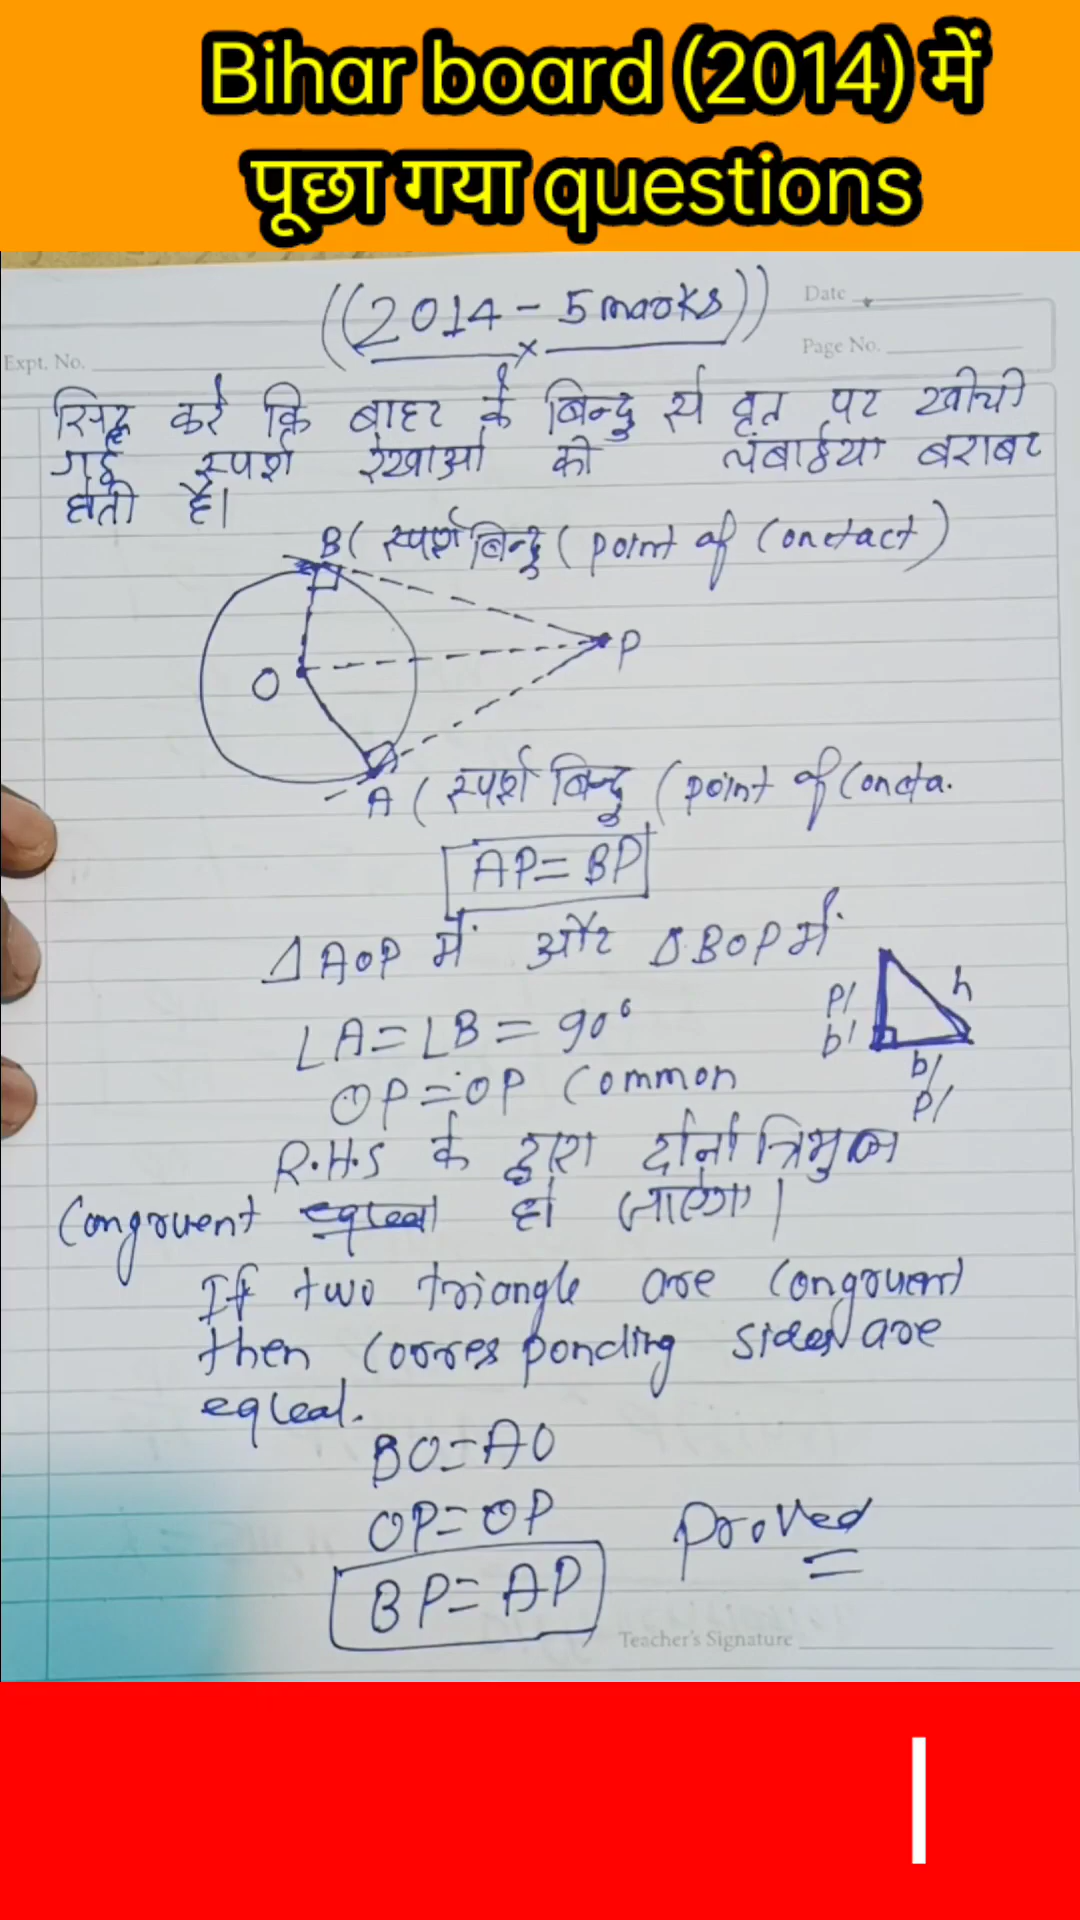 Bihar board (2014) में
पूछा गया questions
((2014 - 5 marks))
Date
Expt. No.
Page No.
सिद्ध करें कि बाहर के बिन्दु से वृत पर खींची
गई स्पर्श रेखाओं की लंबाईया बराबर
होती है।
B ( स्पर्श बिन्दु ( point of Contact )
O
P
A ( स्पर्श बिन्दु ( point of Conta.
AP = BP
△AOP में और △BOP में
∠A = ∠B = 90°
p/ h
b/
b/
p/
OP = OP Common
R.H.S के द्वारा दोनों त्रिभुज
Congruent हो जाएगा।
If two triangle are Congruent
then corresponding sides are
equal.
BO = AO
OP = OP
Proved
BP = AP
Teacher's Signature